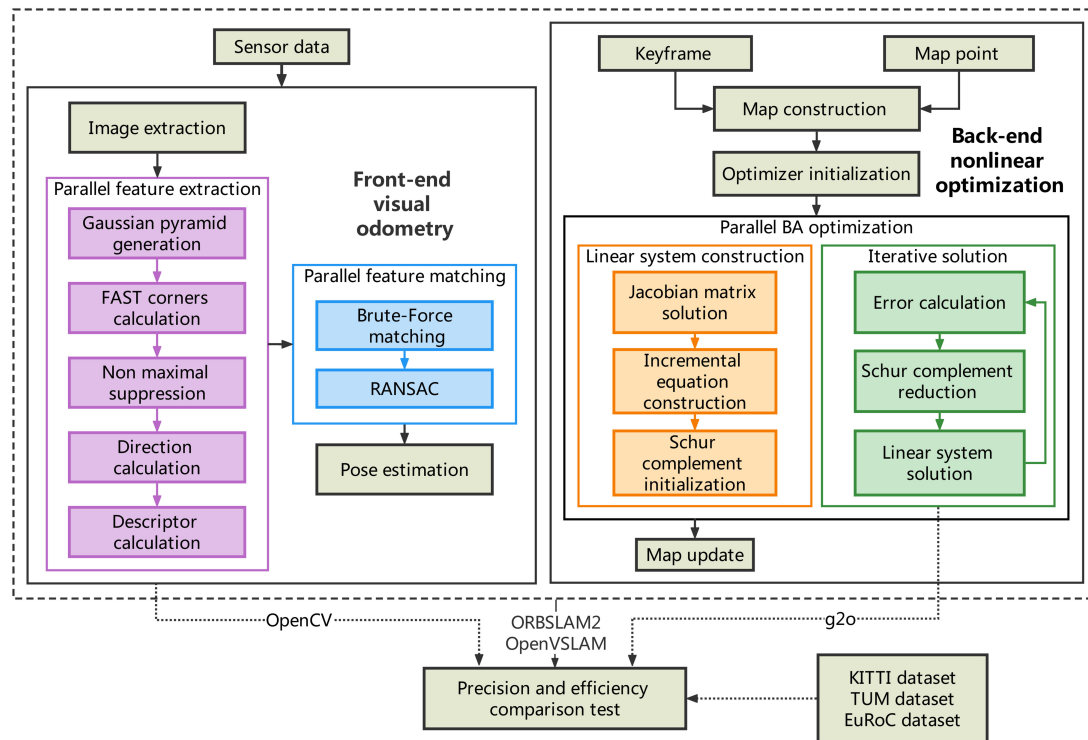 Sensor data
Image extraction
Parallel feature extraction
Gaussian pyramid
generation
FAST corners
calculation
Non maximal
suppression
Direction
calculation
Descriptor
calculation
Front-end
visual
odometry
Parallel feature matching
Brute-Force
matching
RANSAC
Pose estimation
Keyframe
Map point
Map construction
Optimizer initialization
Back-end
nonlinear
optimization
Parallel BA optimization
Linear system construction
Jacobian matrix
solution
Incremental
equation
construction
Schur
complement
initialization
Iterative solution
Error calculation
Schur complement
reduction
Linear system
solution
Map update
OpenCV
ORBSLAM2
OpenVSLAM
g2o
Precision and efficiency
comparison test
KITTI dataset
TUM dataset
EuRoC dataset